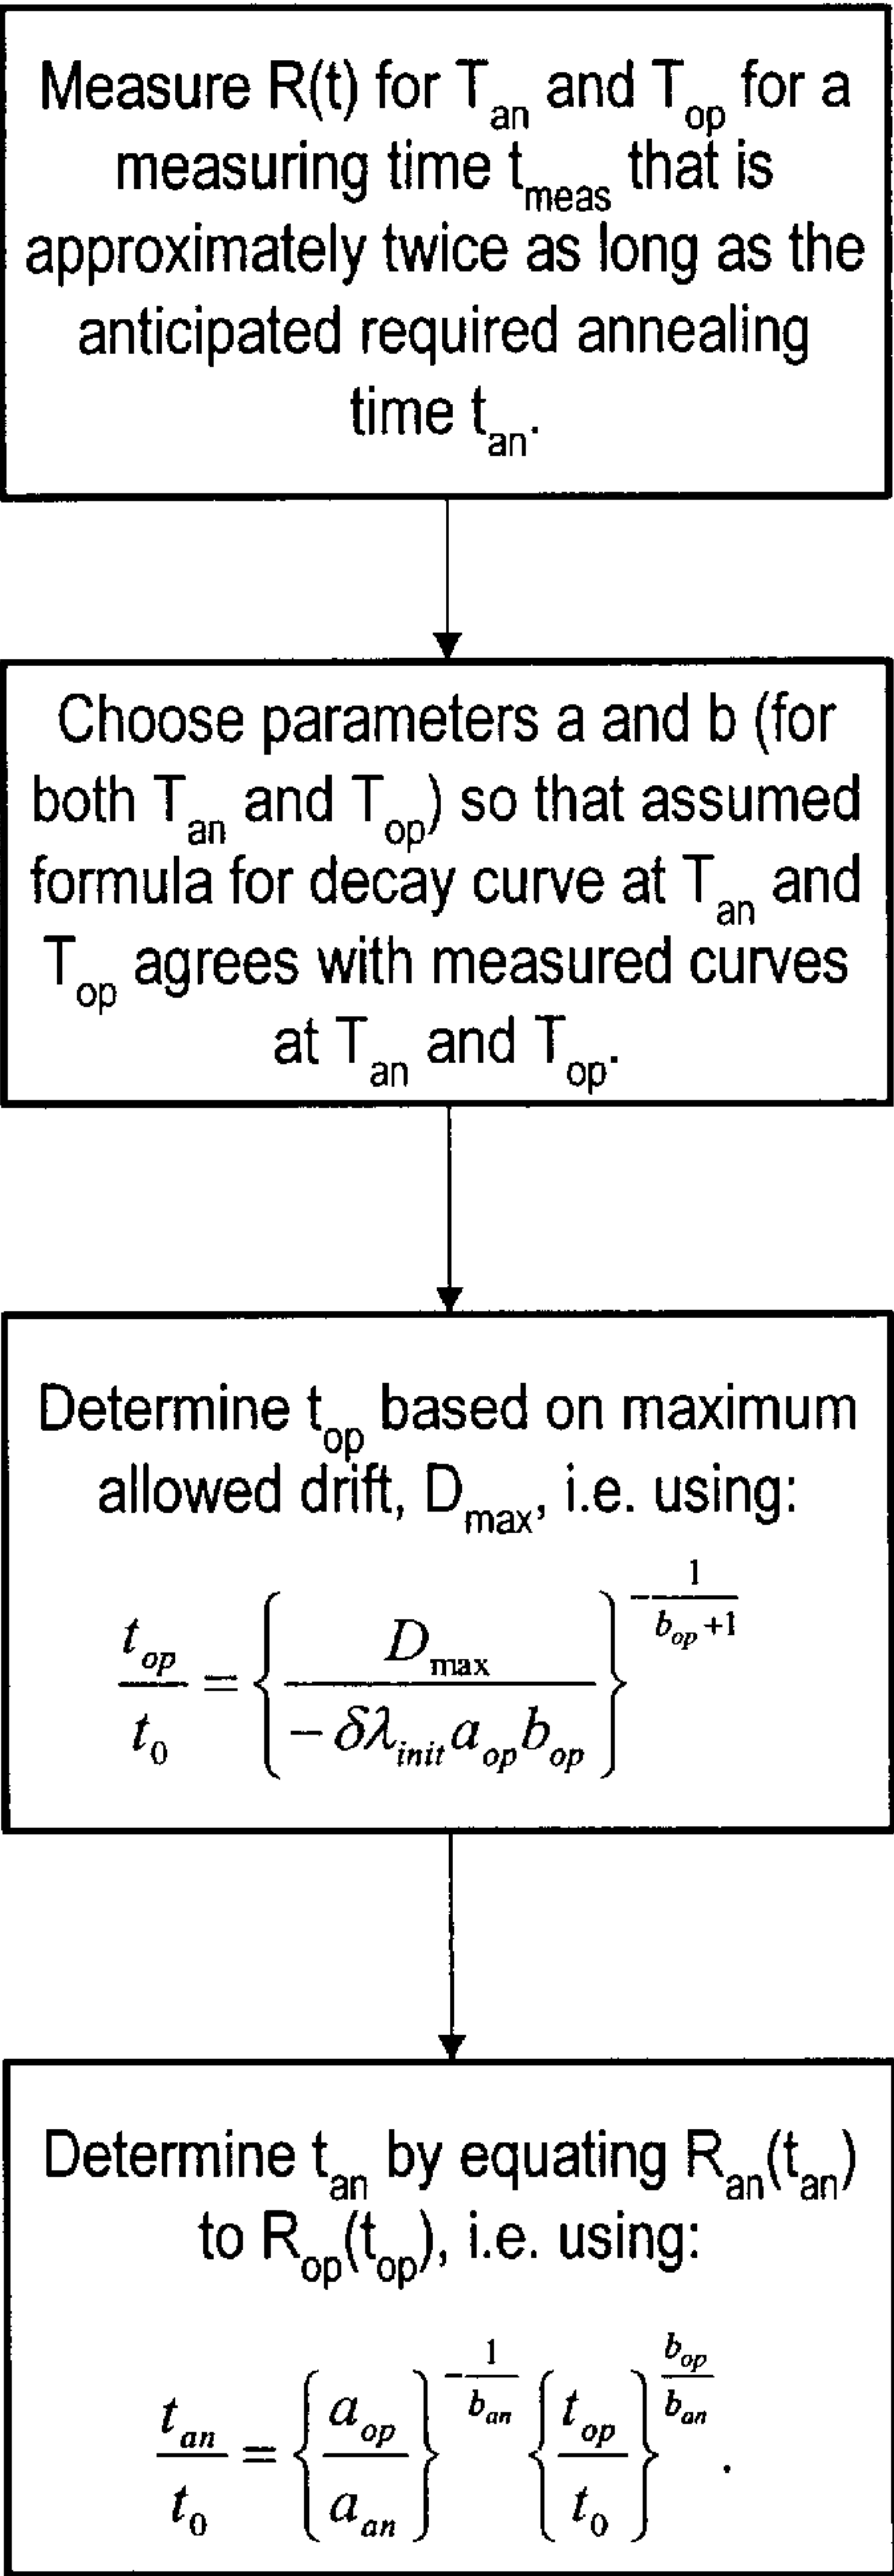 Measure R(t) for T_an and T_op for a
measuring time t_meas that is
approximately twice as long as the
anticipated required annealing
time t_an.
Choose parameters a and b (for
both T_an and T_op) so that assumed
formula for decay curve at T_an and
T_op agrees with measured curves
at T_an and T_op.
Determine t_op based on maximum
allowed drift, D_max, i.e. using:
t_op / t_0 = { D_max / (-δλ_init a_op b_op) }^(-1/(b_op +1))
Determine t_an by equating R_an(t_an)
to R_op(t_op), i.e. using:
t_an / t_0 = { a_op / a_an }^(-1/b_an) { t_op / t_0 }^(b_op/b_an) .